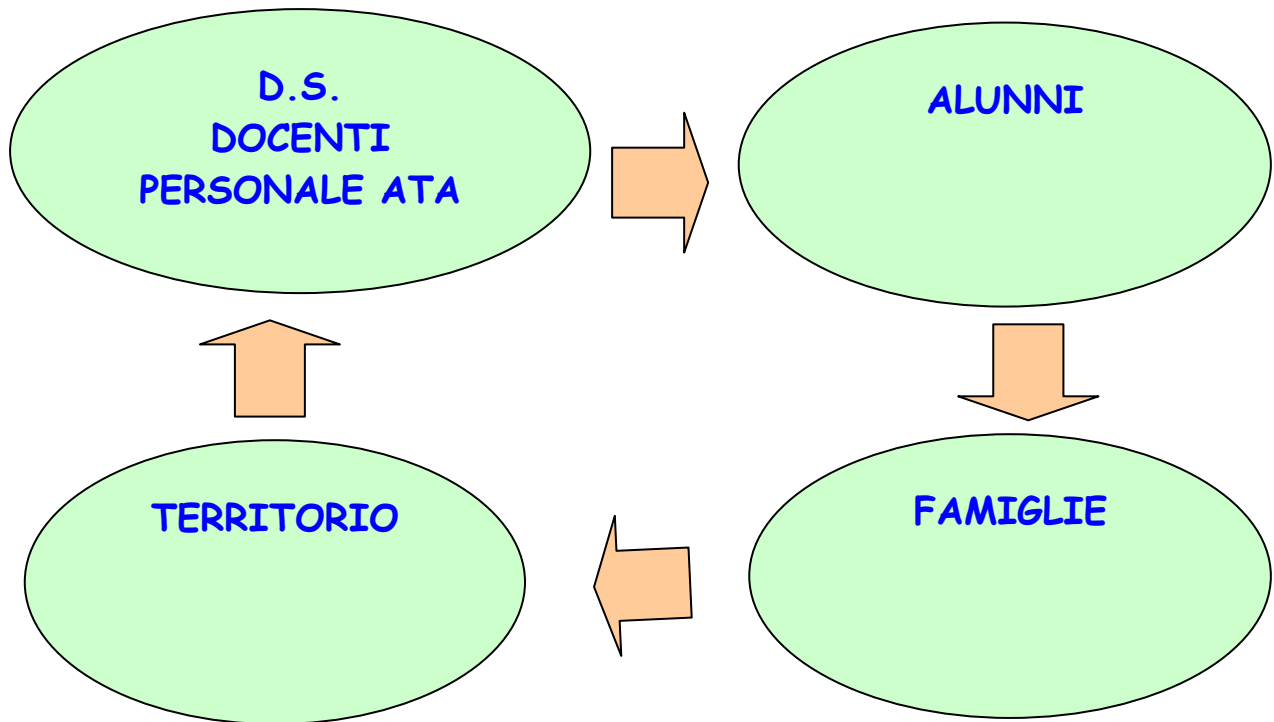 D.S.
DOCENTI
PERSONALE ATA
ALUNNI
TERRITORIO
FAMIGLIE